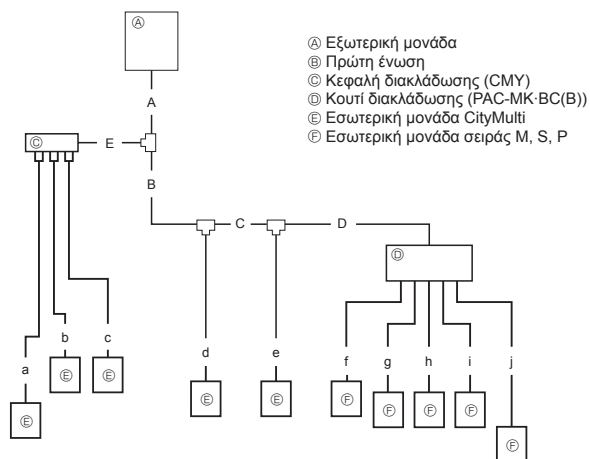 Ⓐ
Ⓐ Εξωτερική μονάδα
Ⓑ Πρώτη ένωση
Ⓒ Κεφαλή διακλάδωσης (CMY)
Ⓓ Κουτί διακλάδωσης (PAC-MK·BC(B))
Ⓔ Εσωτερική μονάδα CityMulti
Ⓕ Εσωτερική μονάδα σειράς M, S, P
A
Ⓒ
E
B
C
D
Ⓓ
a
b
c
d
e
f
g
h
i
j
Ⓔ
Ⓔ
Ⓔ
Ⓔ
Ⓔ
Ⓕ
Ⓕ
Ⓕ
Ⓕ
Ⓕ